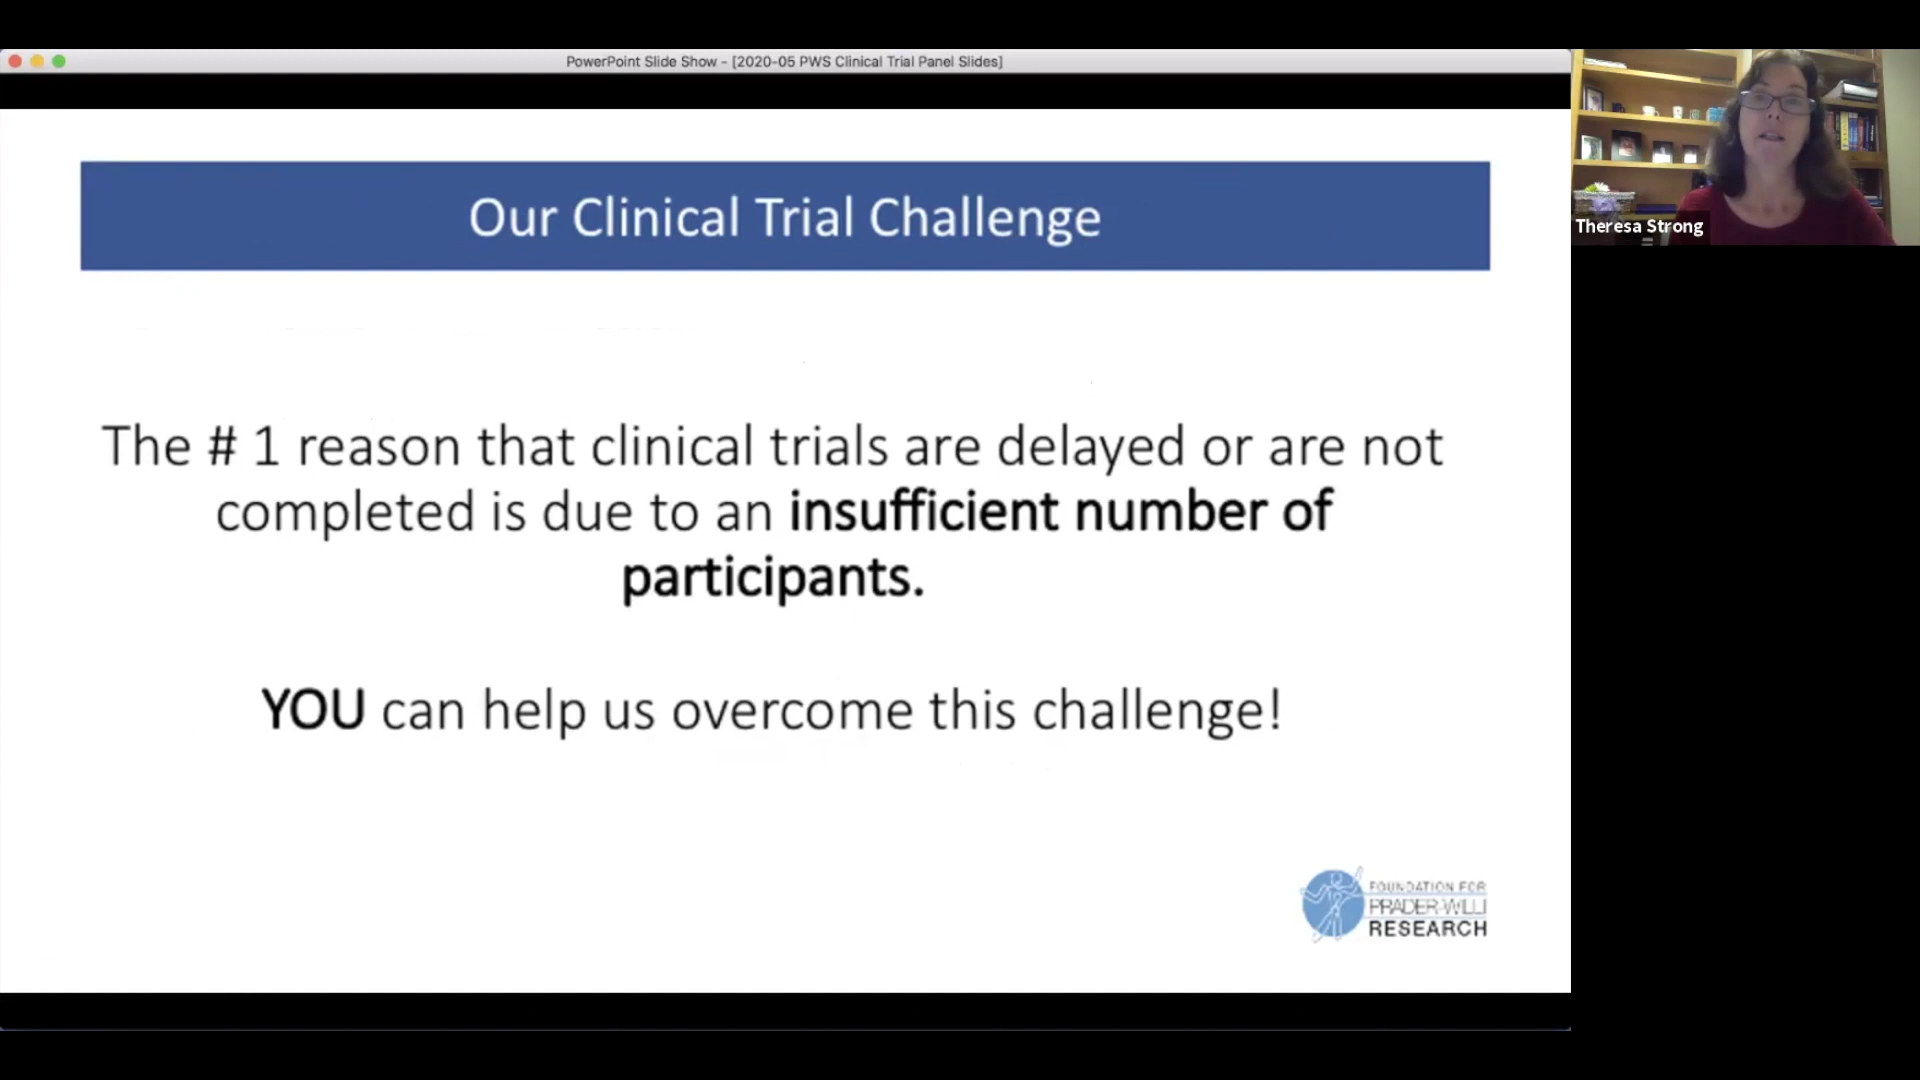 PowerPoint Slide Show - [2020-05 PWS Clinical Trial Panel Slides]
Our Clinical Trial Challenge
The # 1 reason that clinical trials are delayed or are not
completed is due to an insufficient number of
participants.
YOU can help us overcome this challenge!
FOUNDATION FOR
PRADER-WILLI
RESEARCH
Theresa Strong